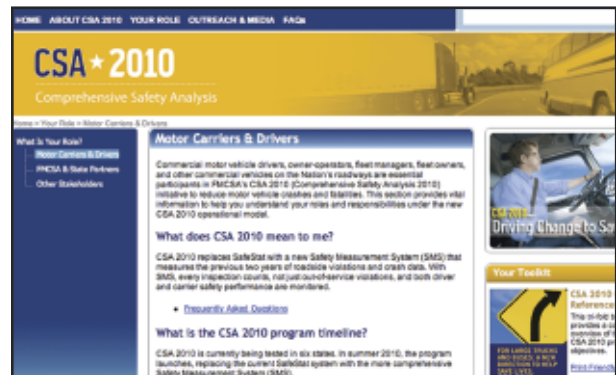 HOME ABOUT CSA 2010 YOUR ROLE OUTREACH & MEDIA FAQs
CSA★2010
Comprehensive Safety Analysis
Home > Your Role > Motor Carriers & Drivers
What Is Your Role?
Motor Carriers & Drivers
FMCSA & State Partners
Other Stakeholders
Motor Carriers & Drivers
Commercial motor vehicle drivers, owner-operators, fleet managers, fleet owners,
and other commercial vehicles on the Nation's roadways are essential
participants in FMCSA's CSA 2010 (Comprehensive Safety Analysis 2010)
initiative to reduce motor vehicle crashes and fatalities. This section provides vital
information to help you understand your roles and responsibilities under the new
CSA 2010 operational model.
What does CSA 2010 mean to me?
CSA 2010 replaces SafeStat with a new Safety Measurement System (SMS) that
measures the previous two years of roadside violations and crash data. With
SMS, every inspection counts, not just out-of-service violations, and both driver
and carrier safety performance are monitored.
• Frequently Asked Questions
What is the CSA 2010 program timeline?
CSA 2010 is currently being tested in six states. In summer 2010, the program
launches, replacing the current SafeStat system with the more comprehensive
Safety Measurement System (SMS).
CSA 2010
Driving Change to Sa
Your Toolkit
CSA 2010
Reference
This tri-fold
provides a
overview of
CSA 2010 pr
objectives.
Print-Friend
FOR LARGE TRUCKS
AND BUSES, A NEW
DIRECTION TO HELP
SAVE LIVES.